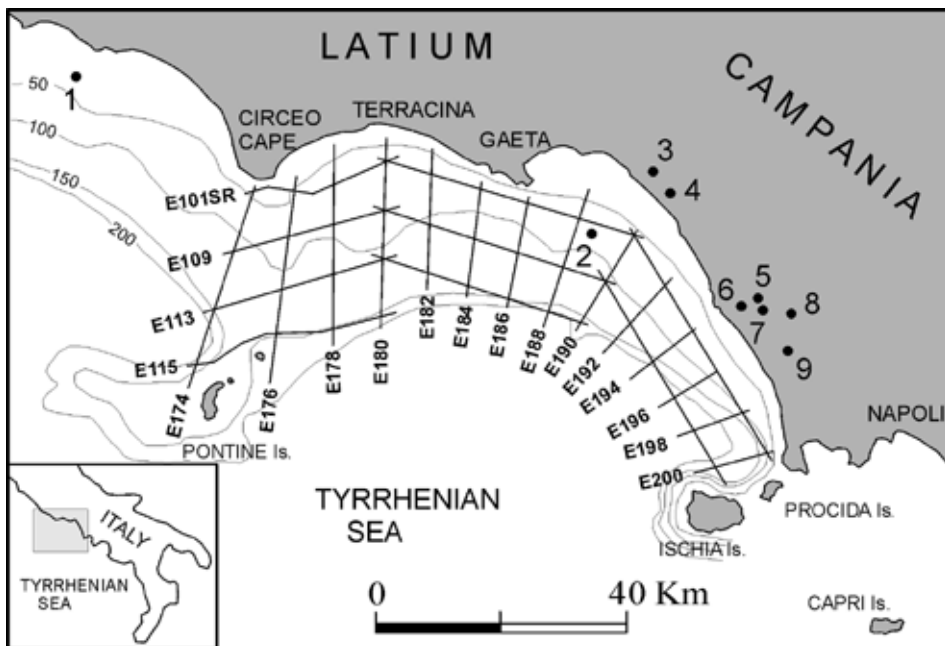 LATIUM
CAMPANIA
50
1
100
150
200
CIRCEO
CAPE
TERRACINA
GAETA
3
4
E101SR
E109
E113
E115
2
5
6
7
8
9
E174
E176
E178
E180
E182
E184
E186
E188
E190
E192
E194
E196
E198
E200
PONTINE Is.
NAPOLI
TYRRHENIAN
SEA
PROCIDA Is.
ISCHIA Is.
CAPRI Is.
0
40 Km
ITALY
TYRRHENIAN
SEA